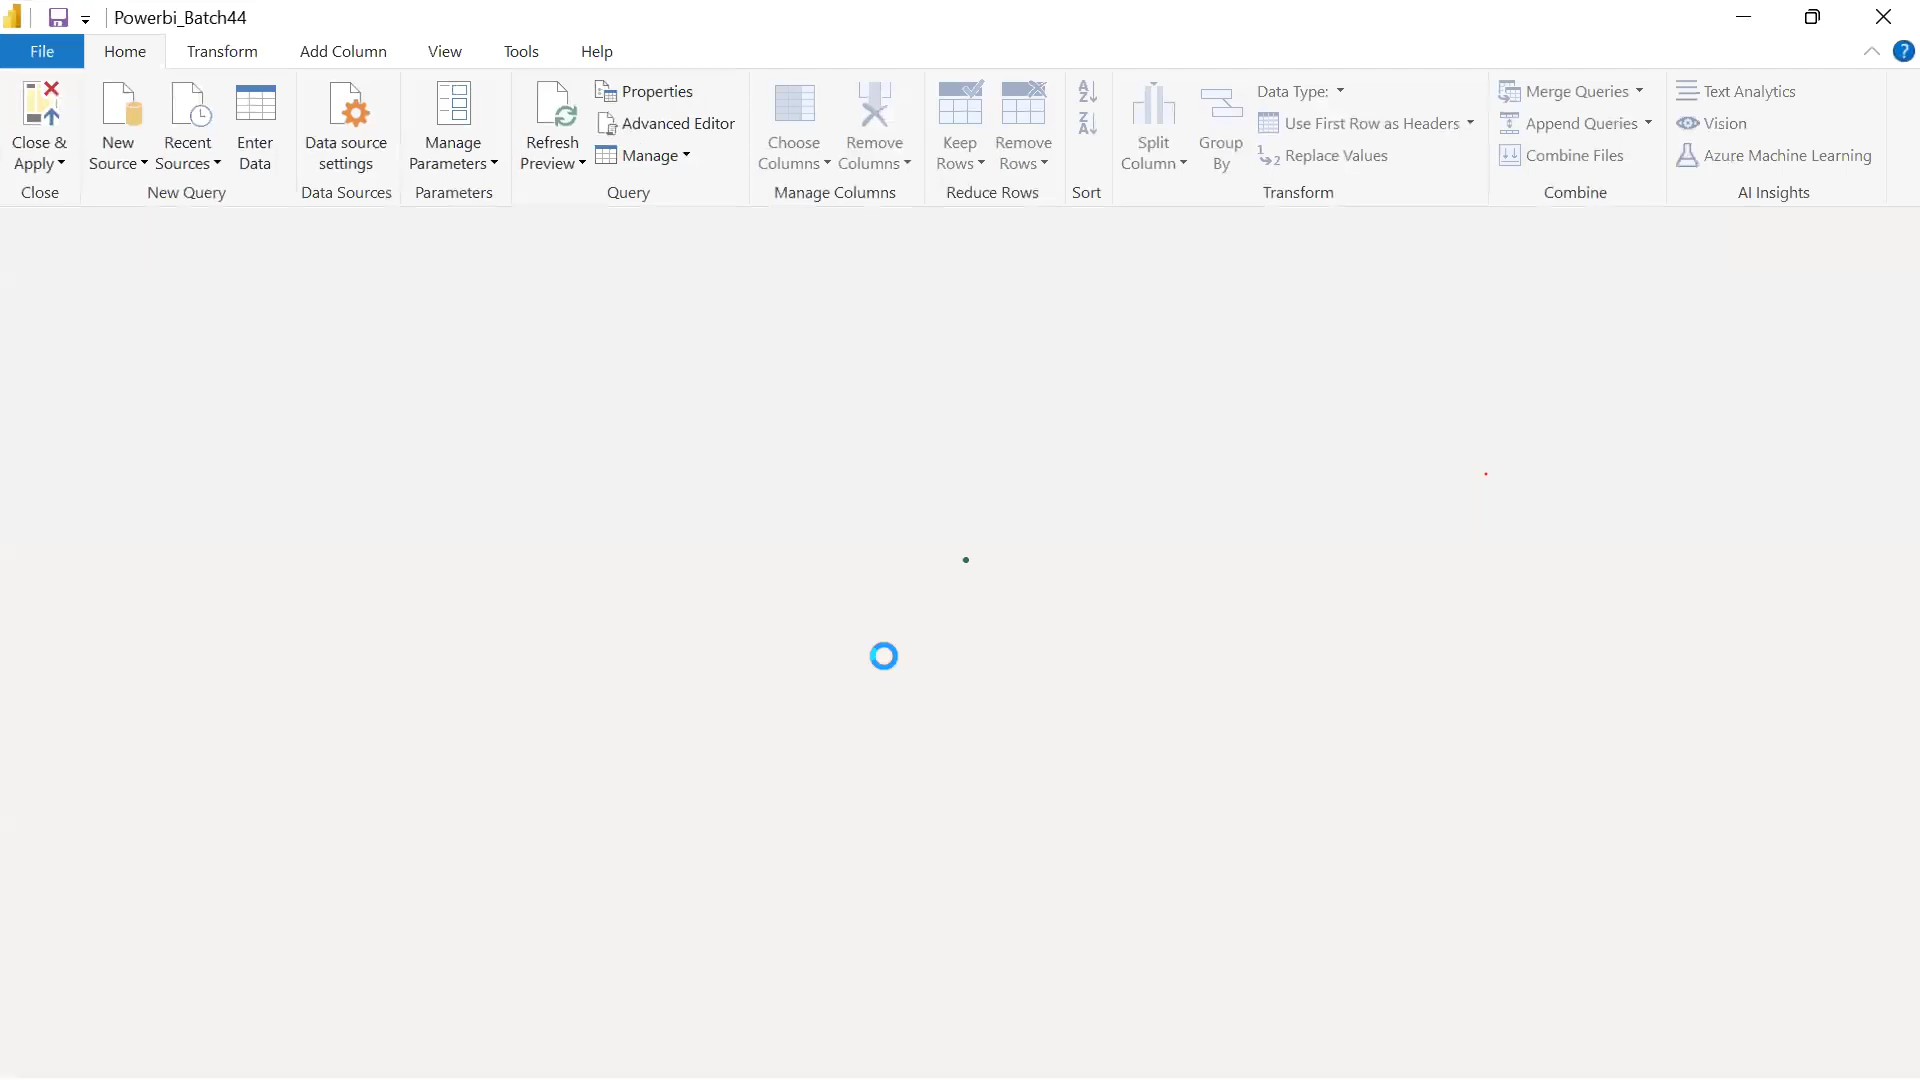 Powerbi_Batch44
File Home Transform Add Column View Tools Help
?
Close & Apply
Close
New Source
Recent Sources
Enter Data
New Query
Data source settings
Data Sources
Manage Parameters
Parameters
Refresh Preview
Properties
Advanced Editor
Manage
Query
Choose Columns
Remove Columns
Manage Columns
Keep Rows
Remove Rows
Reduce Rows
A
Z
Z
A
Sort
Split Column
Group By
Data Type:
Use First Row as Headers
1
2
Replace Values
Transform
Merge Queries
Append Queries
Combine Files
Combine
Text Analytics
Vision
Azure Machine Learning
AI Insights